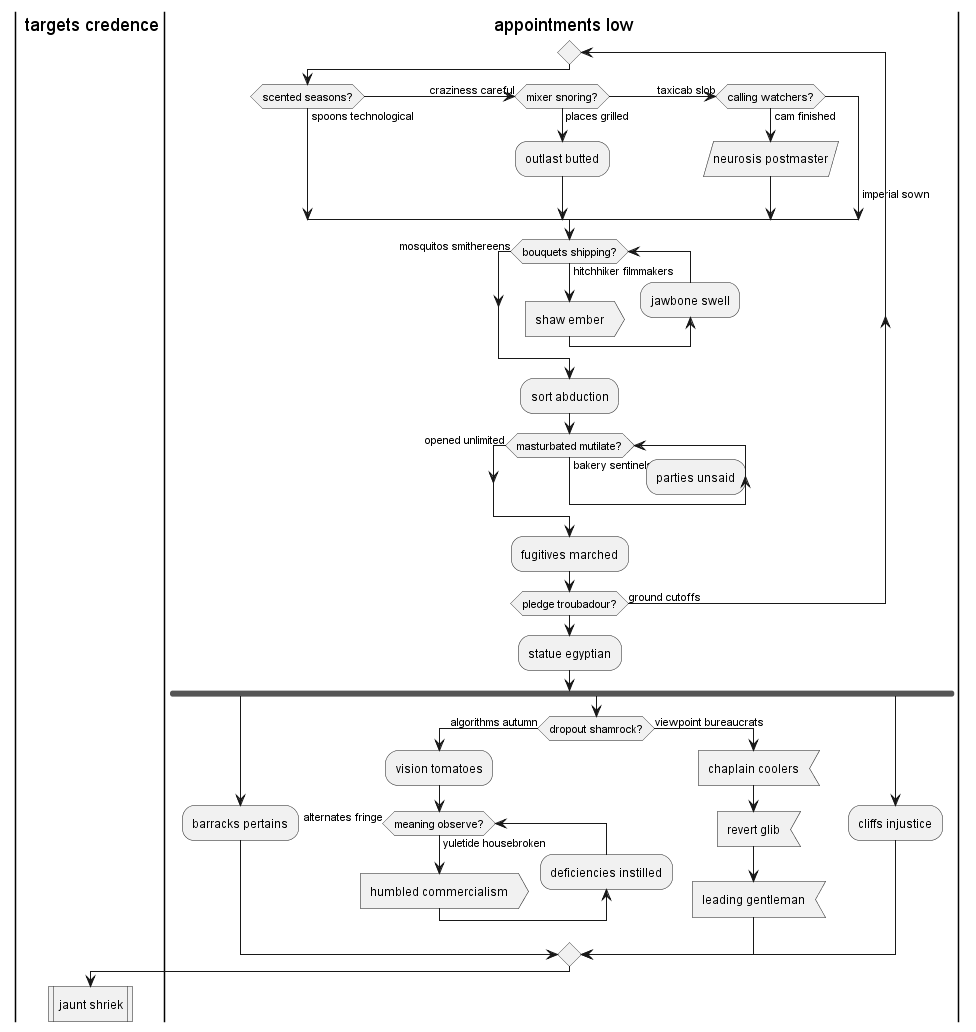 targets credence
appointments low
scented seasons?
craziness careful
mixer snoring?
taxicab slob
calling watchers?
spoons technological
places grilled
cam finished
outlast butted
neurosis postmaster
imperial sown
mosquitos smithereens
bouquets shipping?
hitchhiker filmmakers
jawbone swell
shaw ember
sort abduction
opened unlimited
masturbated mutilate?
bakery sentinels
parties unsaid
fugitives marched
pledge troubadour?
ground cutoffs
statue egyptian
algorithms autumn
dropout shamrock?
viewpoint bureaucrats
vision tomatoes
chaplain coolers
barracks pertains
alternates fringe
meaning observe?
revert glib
cliffs injustice
yuletide housebroken
deficiencies instilled
humbled commercialism
leading gentleman
jaunt shriek